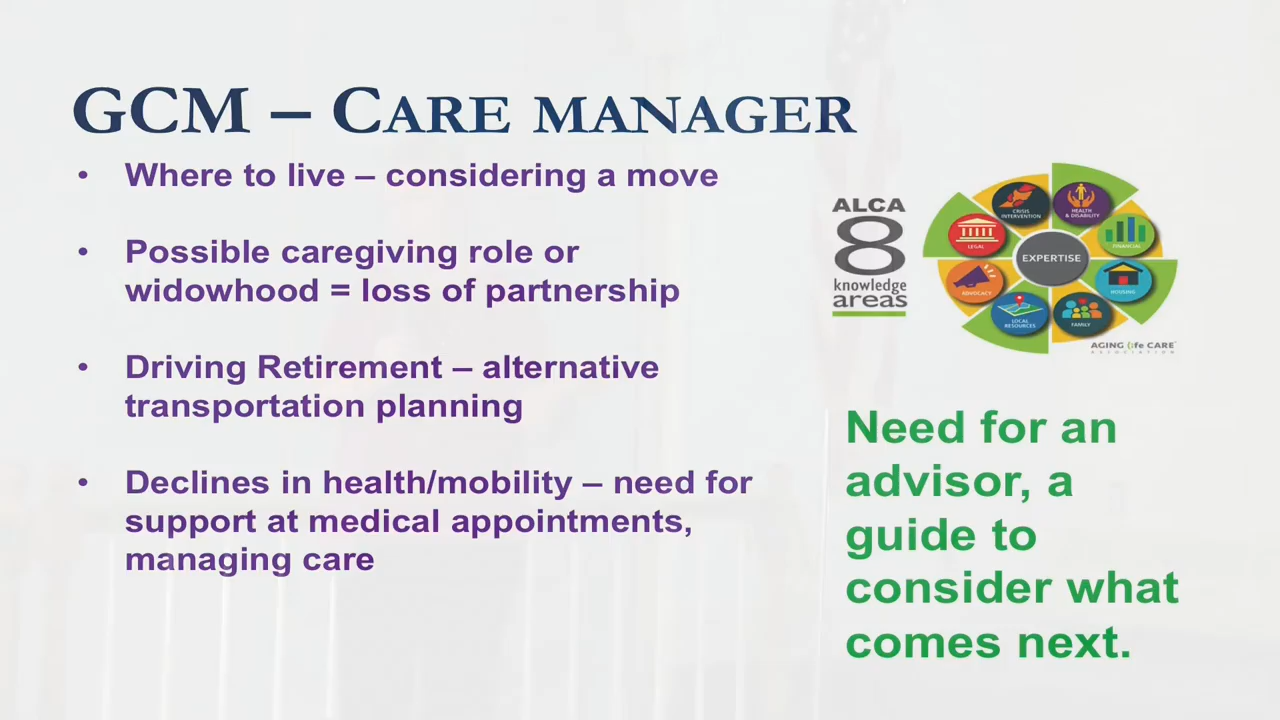 GCM – CARE MANAGER
• Where to live – considering a move
• Possible caregiving role or
widowhood = loss of partnership
• Driving Retirement – alternative
transportation planning
• Declines in health/mobility – need for
support at medical appointments,
managing care
ALCA
8
knowledge
areas
CRISIS
INTERVENTION
HEALTH
& DISABILITY
LEGAL
FINANCIAL
EXPERTISE
ADVOCACY
HOUSING
LOCAL
RESOURCES
FAMILY
AGING life CARE
ASSOCIATION
Need for an
advisor, a
guide to
consider what
comes next.